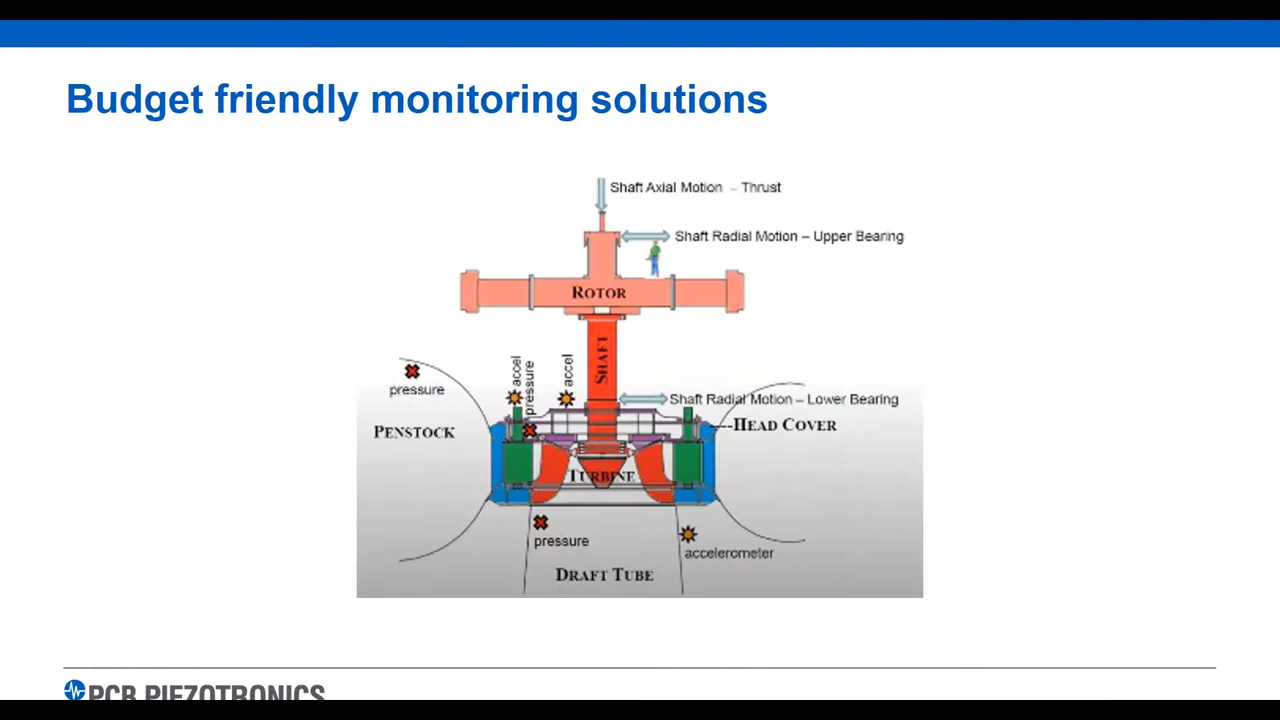 Budget friendly monitoring solutions
Shaft Axial Motion – Thrust
Shaft Radial Motion – Upper Bearing
ROTOR
SHAFT
accel
pressure
accel
pressure
Shaft Radial Motion – Lower Bearing
PENSTOCK
HEAD COVER
TURBINE
pressure
accelerometer
DRAFT TUBE
PCB PIEZOTRONICS